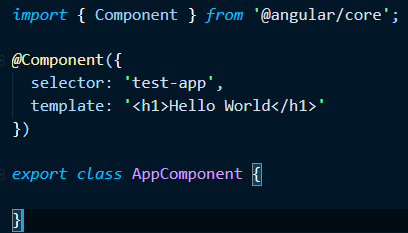 import { Component } from '@angular/core';
@Component({
selector: 'test-app',
template: '<h1>Hello World</h1>'
})
export class AppComponent {
}